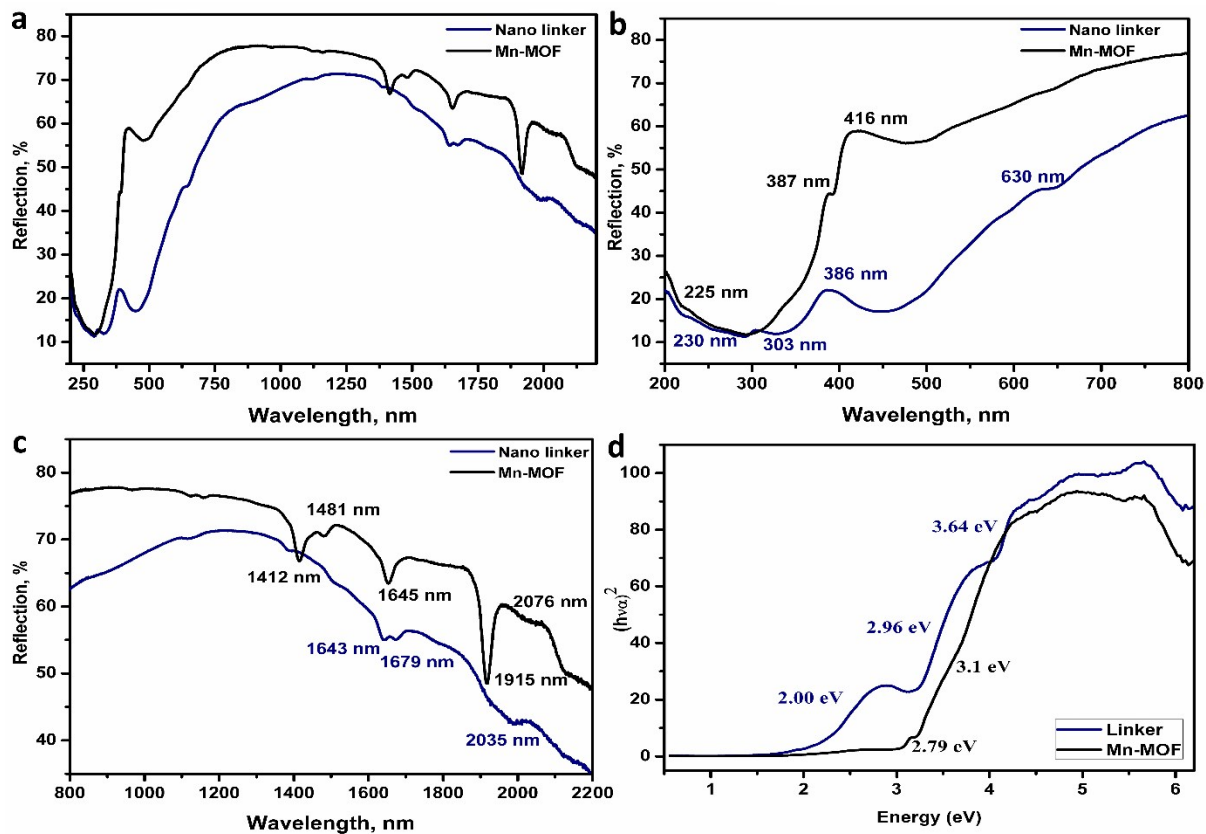 a
Nano linker
Mn-MOF
80
70
60
50
40
30
20
10
Reflection, %
250 500 750 1000 1250 1500 1750 2000
Wavelength, nm
b
Nano linker
Mn-MOF
80
70
60
50
40
30
20
10
Reflection, %
416 nm
387 nm
630 nm
386 nm
225 nm
230 nm
303 nm
200 300 400 500 600 700 800
Wavelength, nm
c
Nano linker
Mn-MOF
80
70
60
50
40
Reflection, %
1481 nm
1412 nm
1645 nm
2076 nm
1643 nm
1679 nm
1915 nm
2035 nm
800 1000 1200 1400 1600 1800 2000 2200
Wavelength, nm
d
100
80
60
40
20
0
(hνα)²
3.64 eV
2.96 eV
3.1 eV
2.00 eV
2.79 eV
Linker
Mn-MOF
1 2 3 4 5 6
Energy (eV)